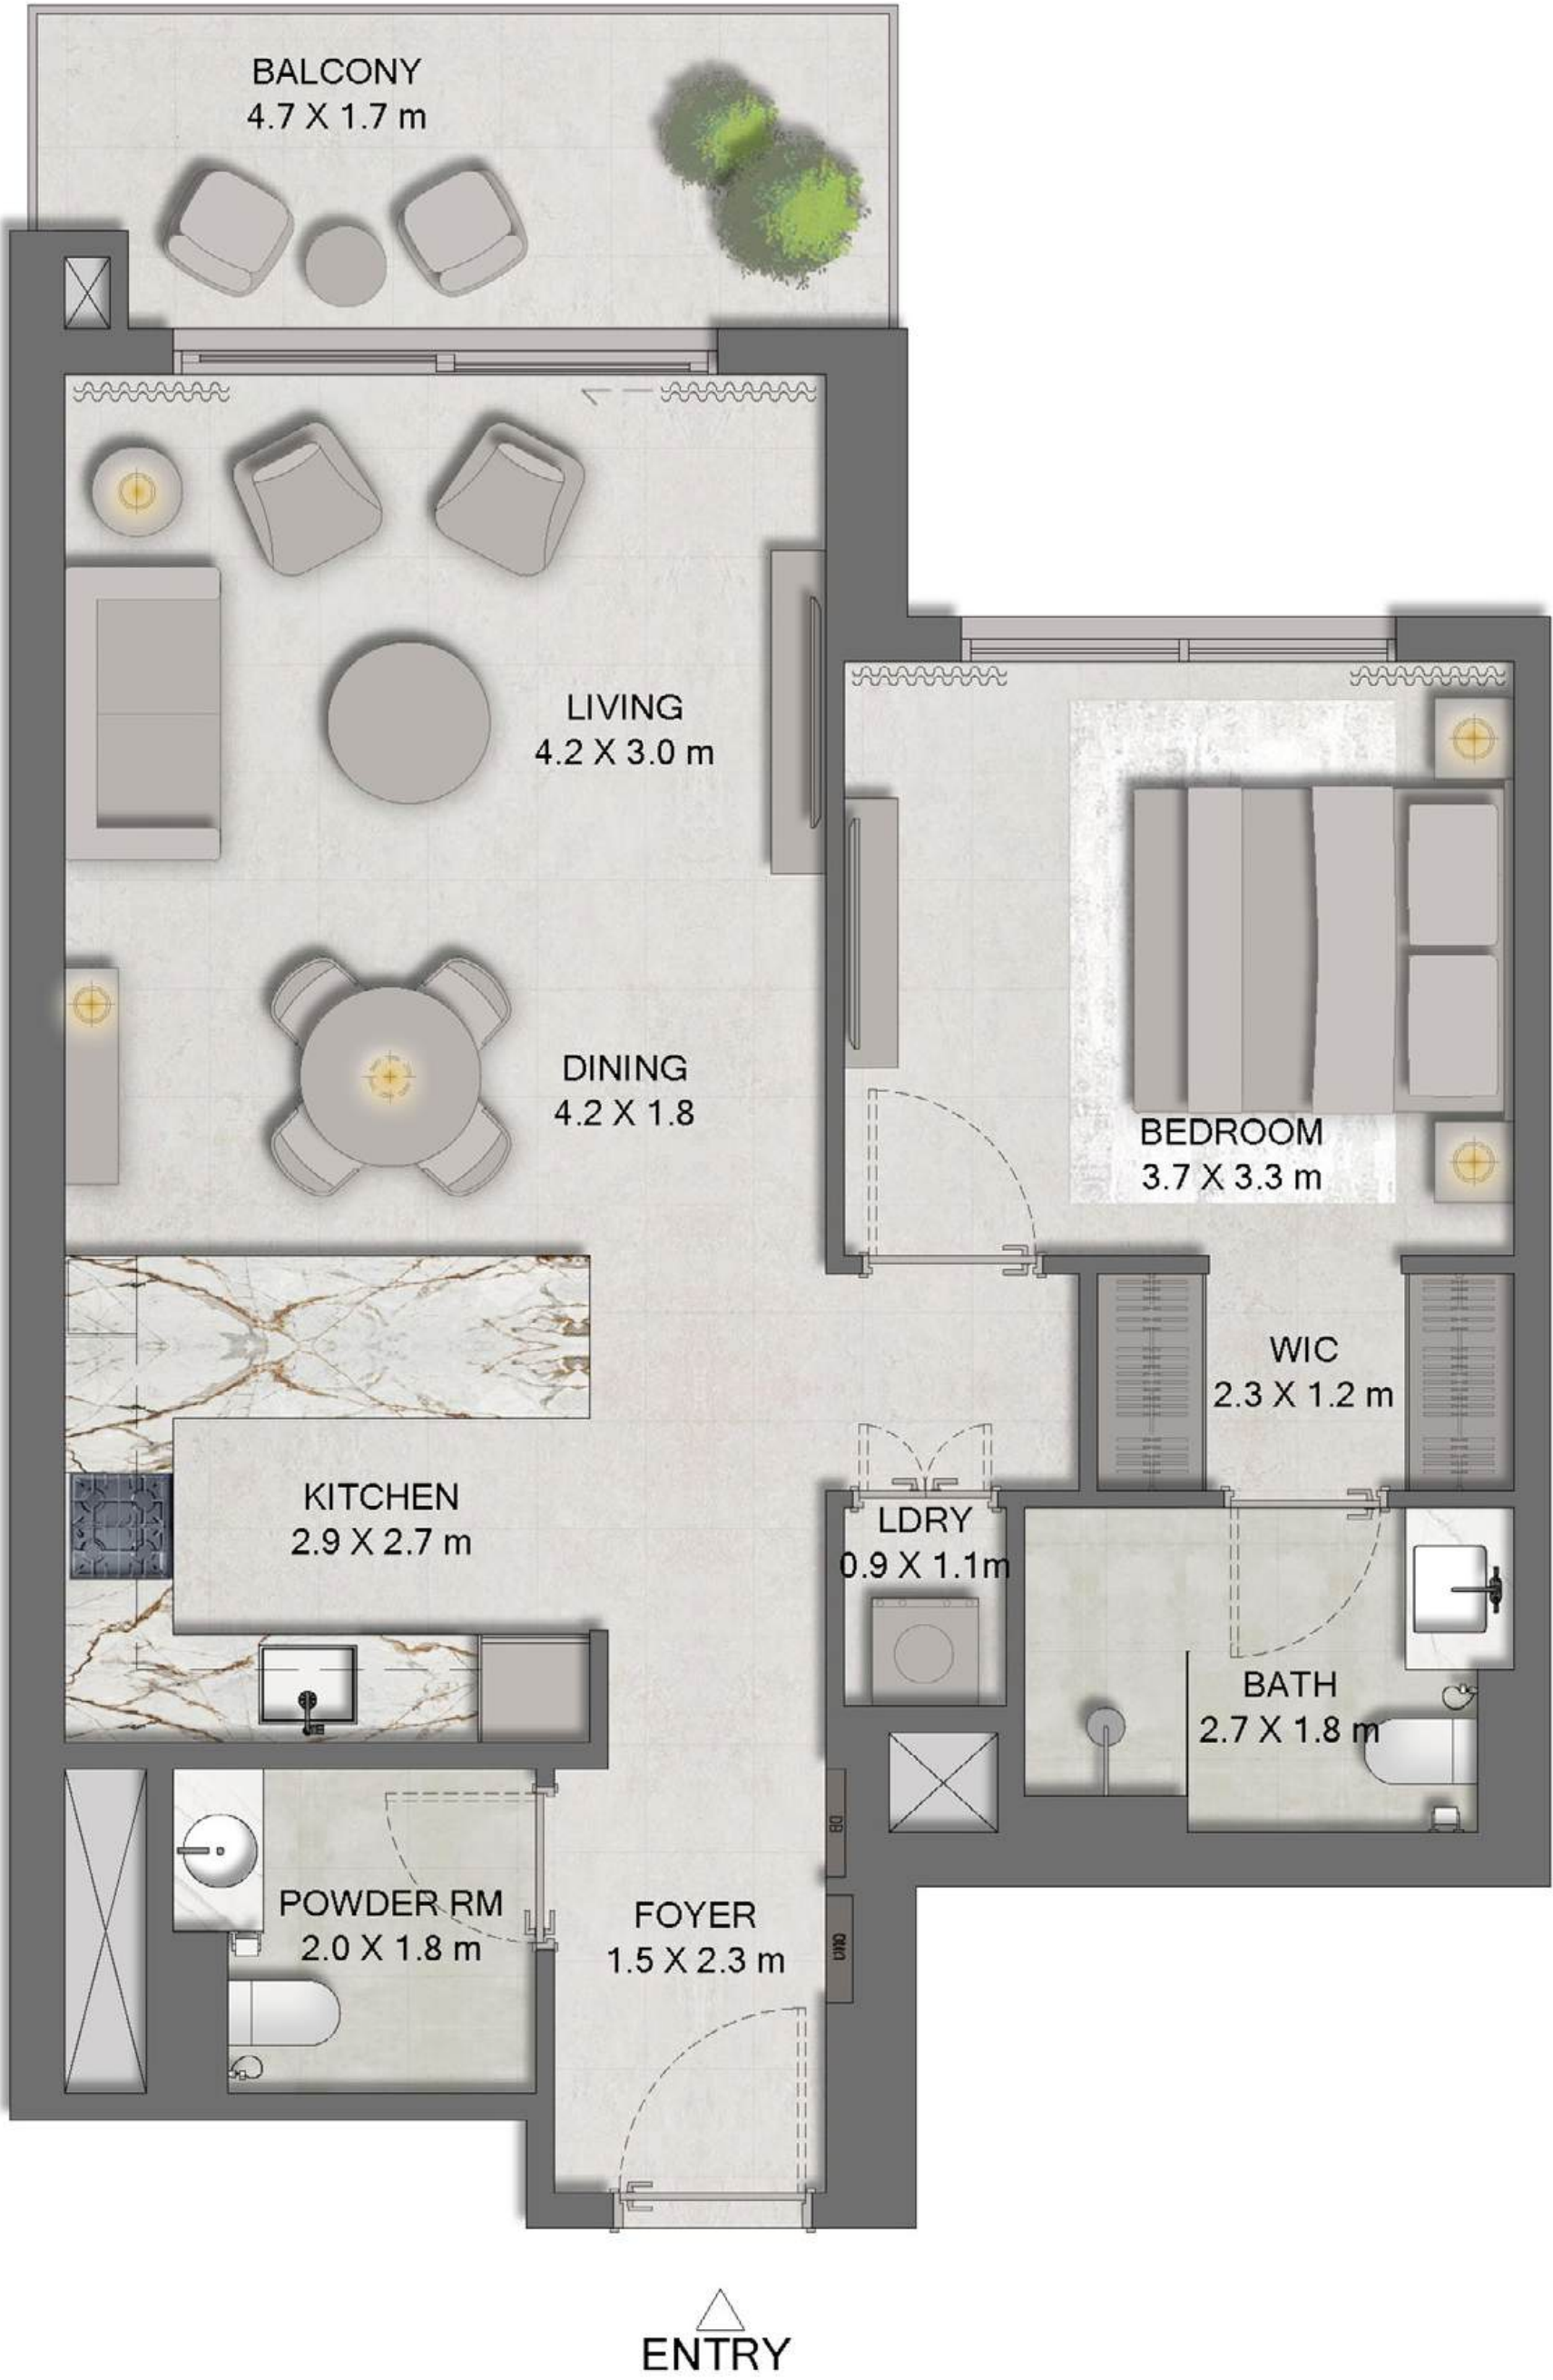 BALCONY
4.7 X 1.7 m
LIVING
4.2 X 3.0 m
DINING
4.2 X 1.8
BEDROOM
3.7 X 3.3 m
WIC
2.3 X 1.2 m
KITCHEN
2.9 X 2.7 m
LDRY
0.9 X 1.1m
BATH
2.7 X 1.8 m
DB
POWDER RM
2.0 X 1.8 m
FOYER
1.5 X 2.3 m
ENTRY